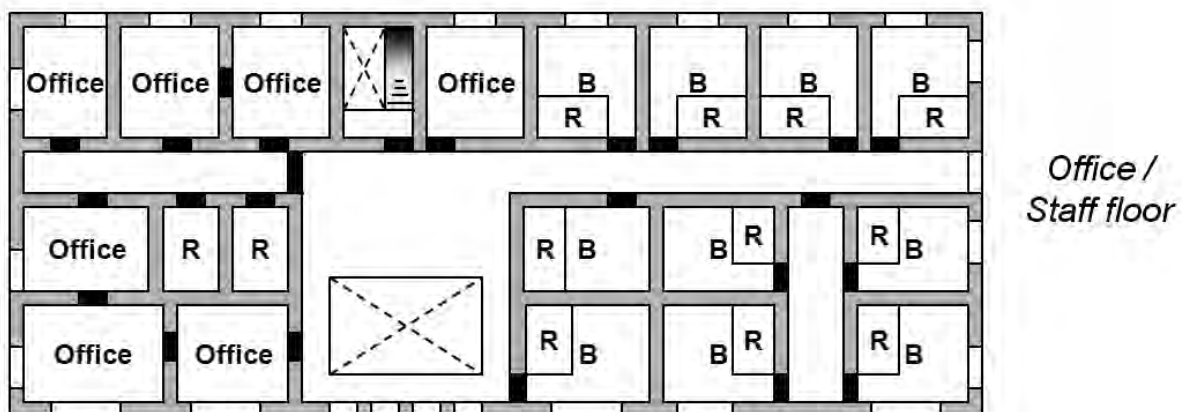 Office Office Office Office B B B B
R R R R
Office /
Staff floor
Office R R R B B R R B
Office Office R B B R R B